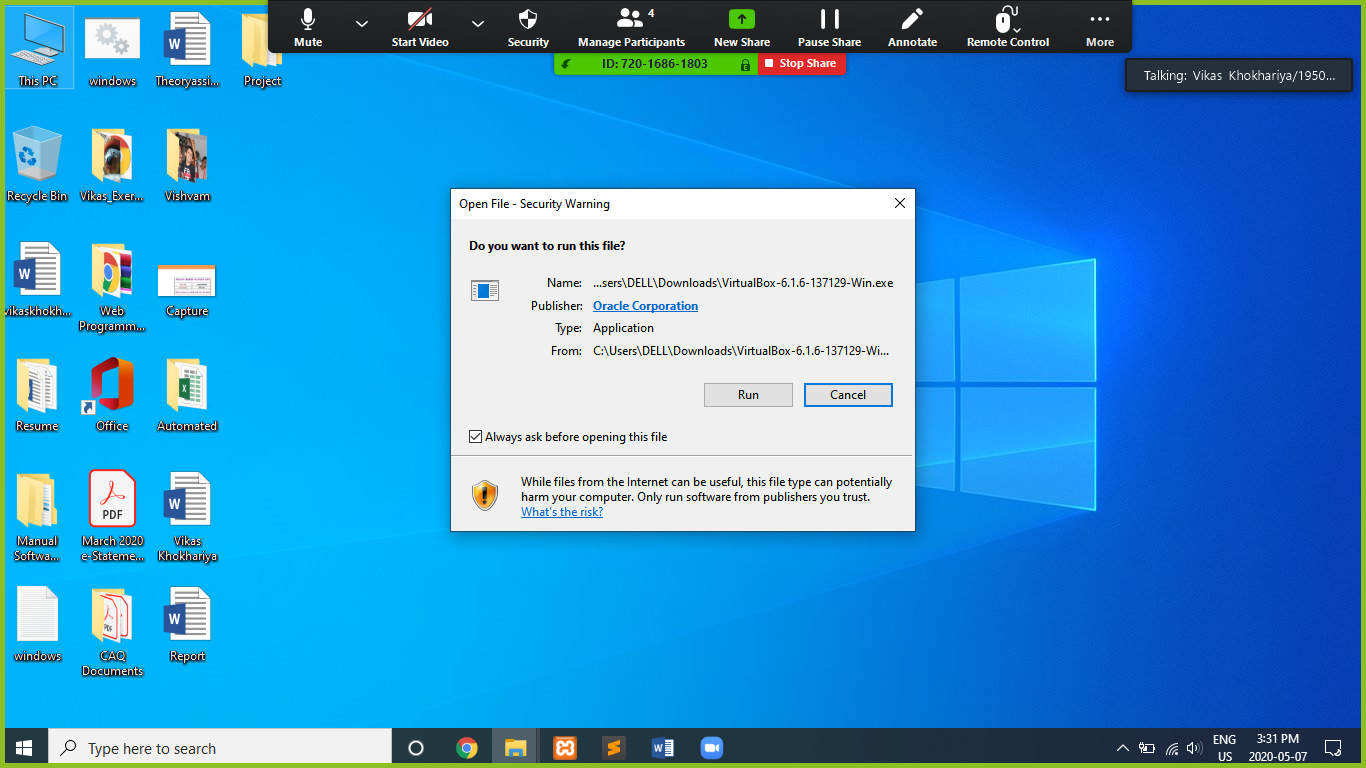 Mute
Start Video
Security
4
Manage Participants
New Share
Pause Share
Annotate
Remote Control
More
ID: 720-1686-1803
Stop Share
Talking: Vikas Khokhariya/1950...
This PC
windows
Theoryassi...
Project
Recycle Bin
Vikas_Exer...
Vishvam
vikaskhokh...
Web
Programm...
Capture
Resume
Office
Automated
Manual
Softwa...
PDF
March 2020
e-Stateme...
Vikas
Khokhariya
windows
CAQ
Documents
Report
Open File - Security Warning
Do you want to run this file?
Name: ...sers\DELL\Downloads\VirtualBox-6.1.6-137129-Win.exe
Publisher: Oracle Corporation
Type: Application
From: C:\Users\DELL\Downloads\VirtualBox-6.1.6-137129-Wi...
Run
Cancel
Always ask before opening this file
While files from the Internet can be useful, this file type can potentially
harm your computer. Only run software from publishers you trust.
What's the risk?
Type here to search
ENG
US
3:31 PM
2020-05-07